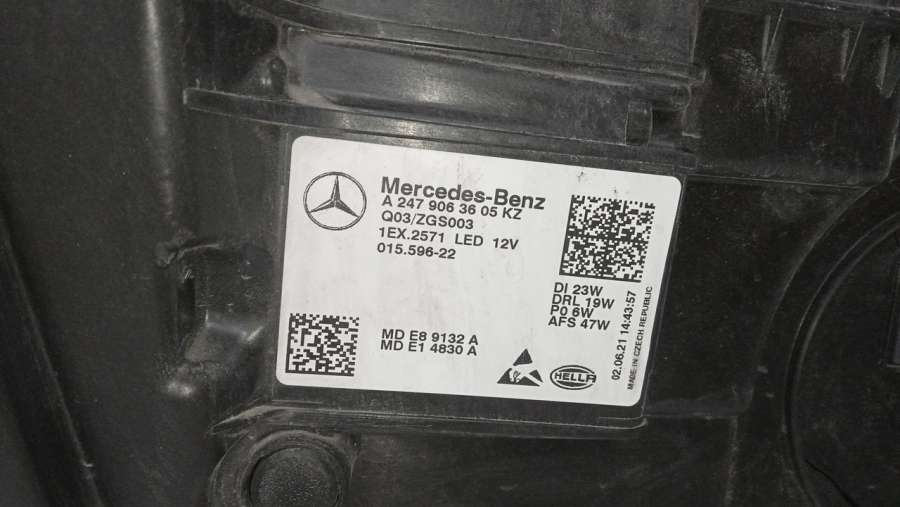 Mercedes-Benz
A 247 906 36 05 KZ
Q03/ZGS003
1EX.2571 LED 12V
015.596-22
DI 23W
DRL 19W
PO 6W
AFS 47W
MD E8 9132 A
MD E1 4830 A
HELLA
02.06.21 14:43:57
MADE IN CZECH REPUBLIC